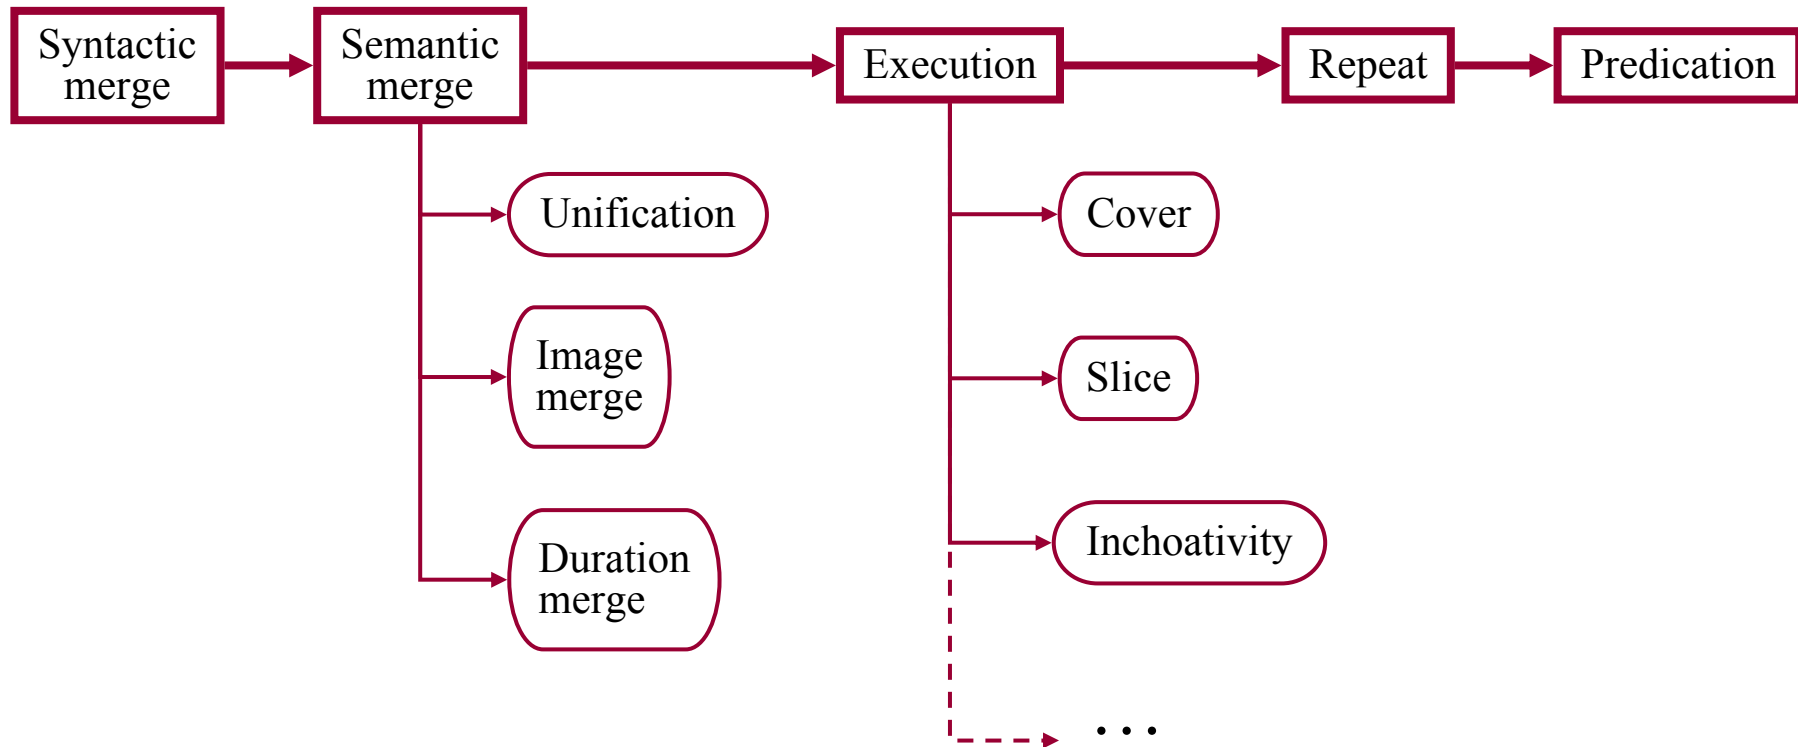 Syntactic
merge
Semantic
merge
Execution
Repeat
Predication
Unification
Image
merge
Duration
merge
Cover
Slice
Inchoativity
...